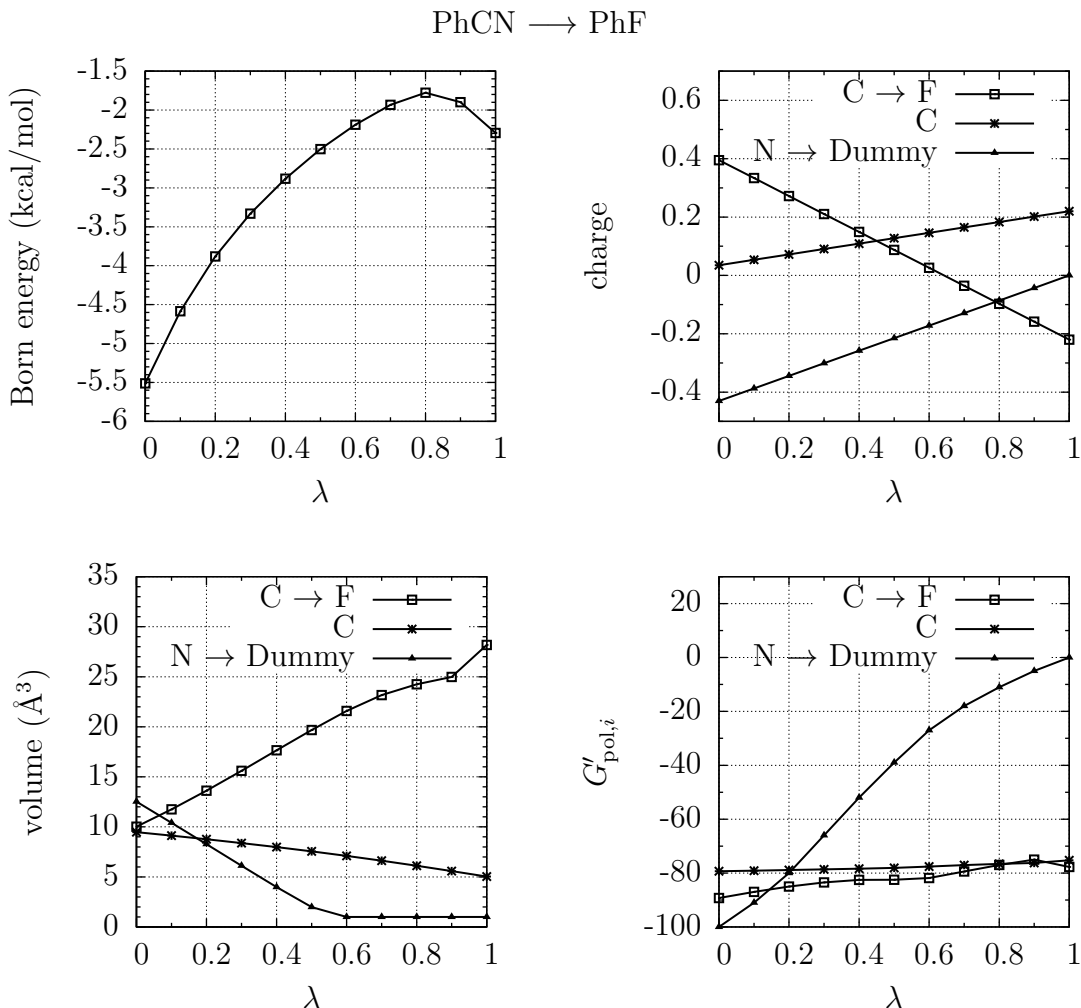 PhCN ⟶ PhF
Born energy (kcal/mol)
-1.5
-2
-2.5
-3
-3.5
-4
-4.5
-5
-5.5
-6
0 0.2 0.4 0.6 0.8 1
λ
charge
0.6
0.4
0.2
0
-0.2
-0.4
C → F
C
N → Dummy
0 0.2 0.4 0.6 0.8 1
λ
volume (Å³)
35
30
25
20
15
10
5
0
C → F
C
N → Dummy
0 0.2 0.4 0.6 0.8 1
λ
G′pol,i
20
0
-20
-40
-60
-80
-100
C → F
C
N → Dummy
0 0.2 0.4 0.6 0.8 1
λ